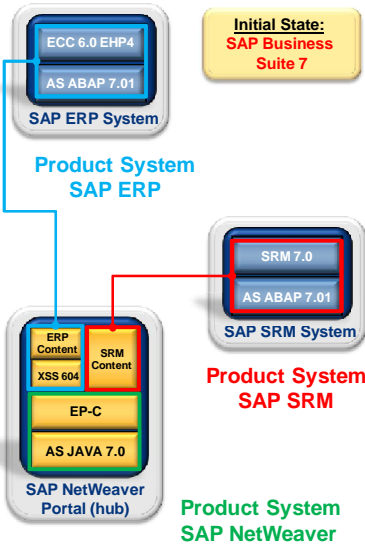 ECC 6.0 EHP4
AS ABAP 7.01
SAP ERP System
Initial State:
SAP Business
Suite 7
Product System
SAP ERP
SRM 7.0
AS ABAP 7.01
SAP SRM System
Product System
SAP SRM
ERP
Content
XSS 604
SRM
Content
EP-C
AS JAVA 7.0
SAP NetWeaver
Portal (hub)
Product System
SAP NetWeaver